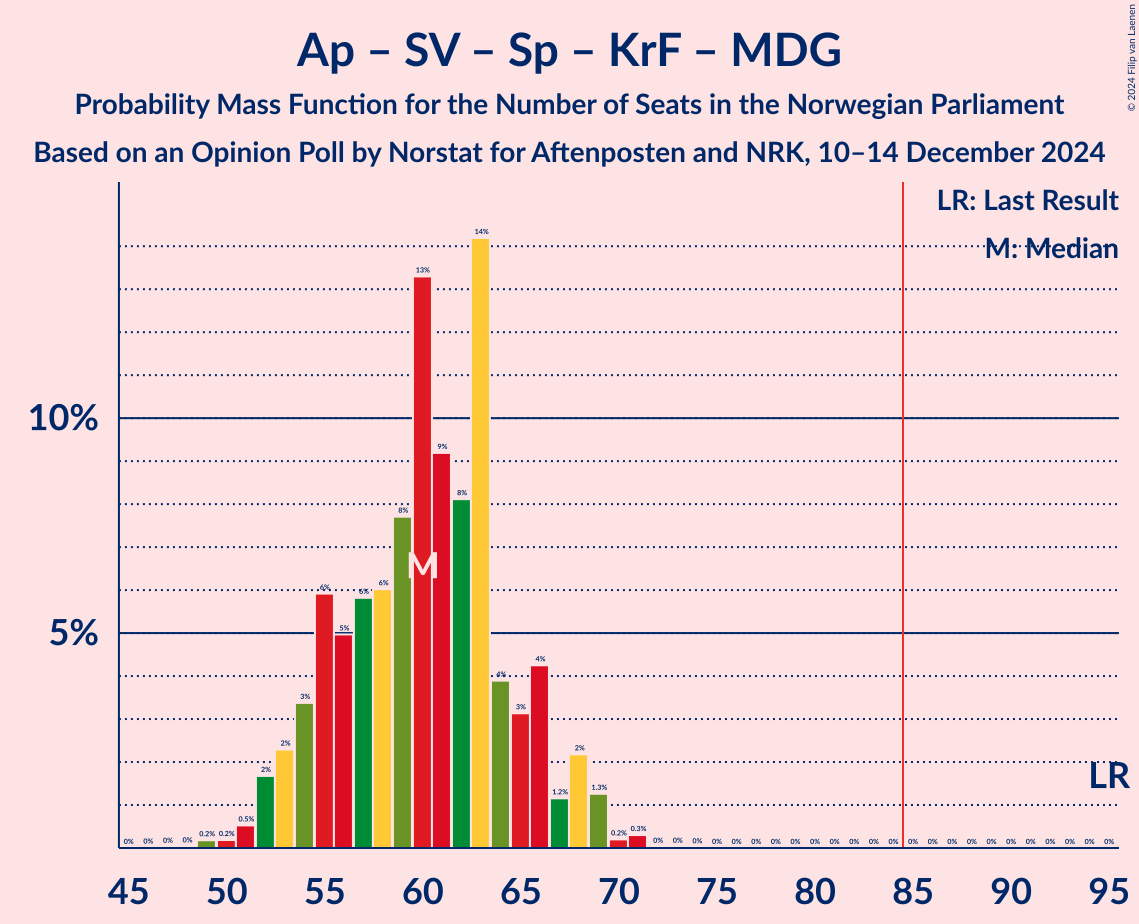 Ap – SV – Sp – KrF – MDG
Probability Mass Function for the Number of Seats in the Norwegian Parliament
Based on an Opinion Poll by Norstat for Aftenposten and NRK, 10–14 December 2024
© 2024 Filip van Laenen
LR: Last Result
M: Median
10%
5%
0% 0% 0% 0% 0.2% 0.2% 0.5% 2% 2% 3% 6% 5% 6% 6% 8% 13% 9% 8% 14% 4% 3% 4% 1.2% 2% 1.3% 0.2% 0.3% 0% 0% 0% 0% 0% 0% 0% 0% 0% 0% 0% 0% 0% 0% 0% 0% 0% 0% 0% 0% 0% 0% 0% 0%
M
LR
45 50 55 60 65 70 75 80 85 90 95